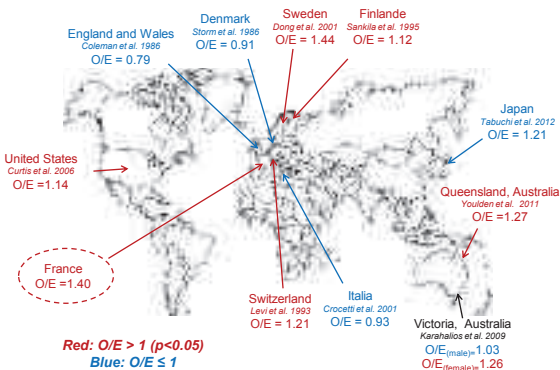 Sweden
Dong et al. 2001
O/E = 1.44
Finlande
Sankila et al. 1995
O/E = 1.12
Denmark
Storm et al. 1986
O/E = 0.91
England and Wales
Coleman et al. 1986
O/E = 0.79
Japan
Tabuchi et al. 2012
O/E = 1.21
United States
Curtis et al. 2006
O/E =1.14
Queensland, Australia
Youlden et al. 2011
O/E =1.27
France
O/E =1.40
Switzerland
Levi et al. 1993
O/E = 1.21
Italia
Crocetti et al. 2001
O/E = 0.93
Victoria, Australia
Karahalios et al. 2009
O/E(male)= 1.03
O/E(female)= 1.26
Red: O/E > 1 (p<0.05)
Blue: O/E ≤ 1